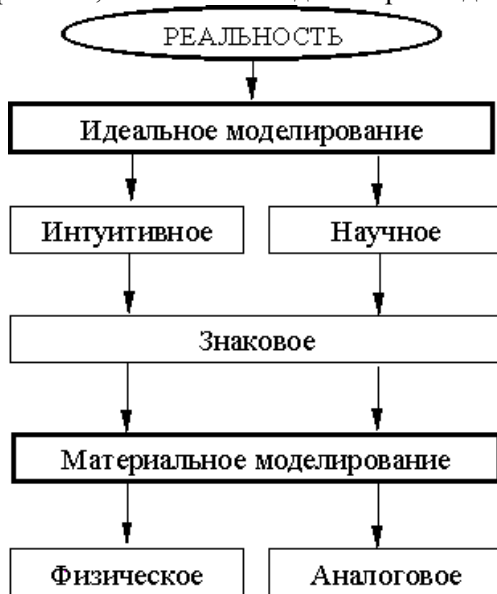 РЕАЛЬНОСТЬ
Идеальное моделирование
Интуитивное
Научное
Знаковое
Материальное моделирование
Физическое
Аналоговое